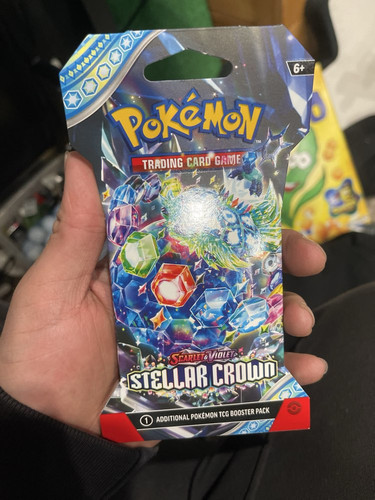 6+
POKÉMON
TRADING CARD GAME
SCARLET & VIOLET
STELLAR CROWN
1 ADDITIONAL POKÉMON TCG BOOSTER PACK